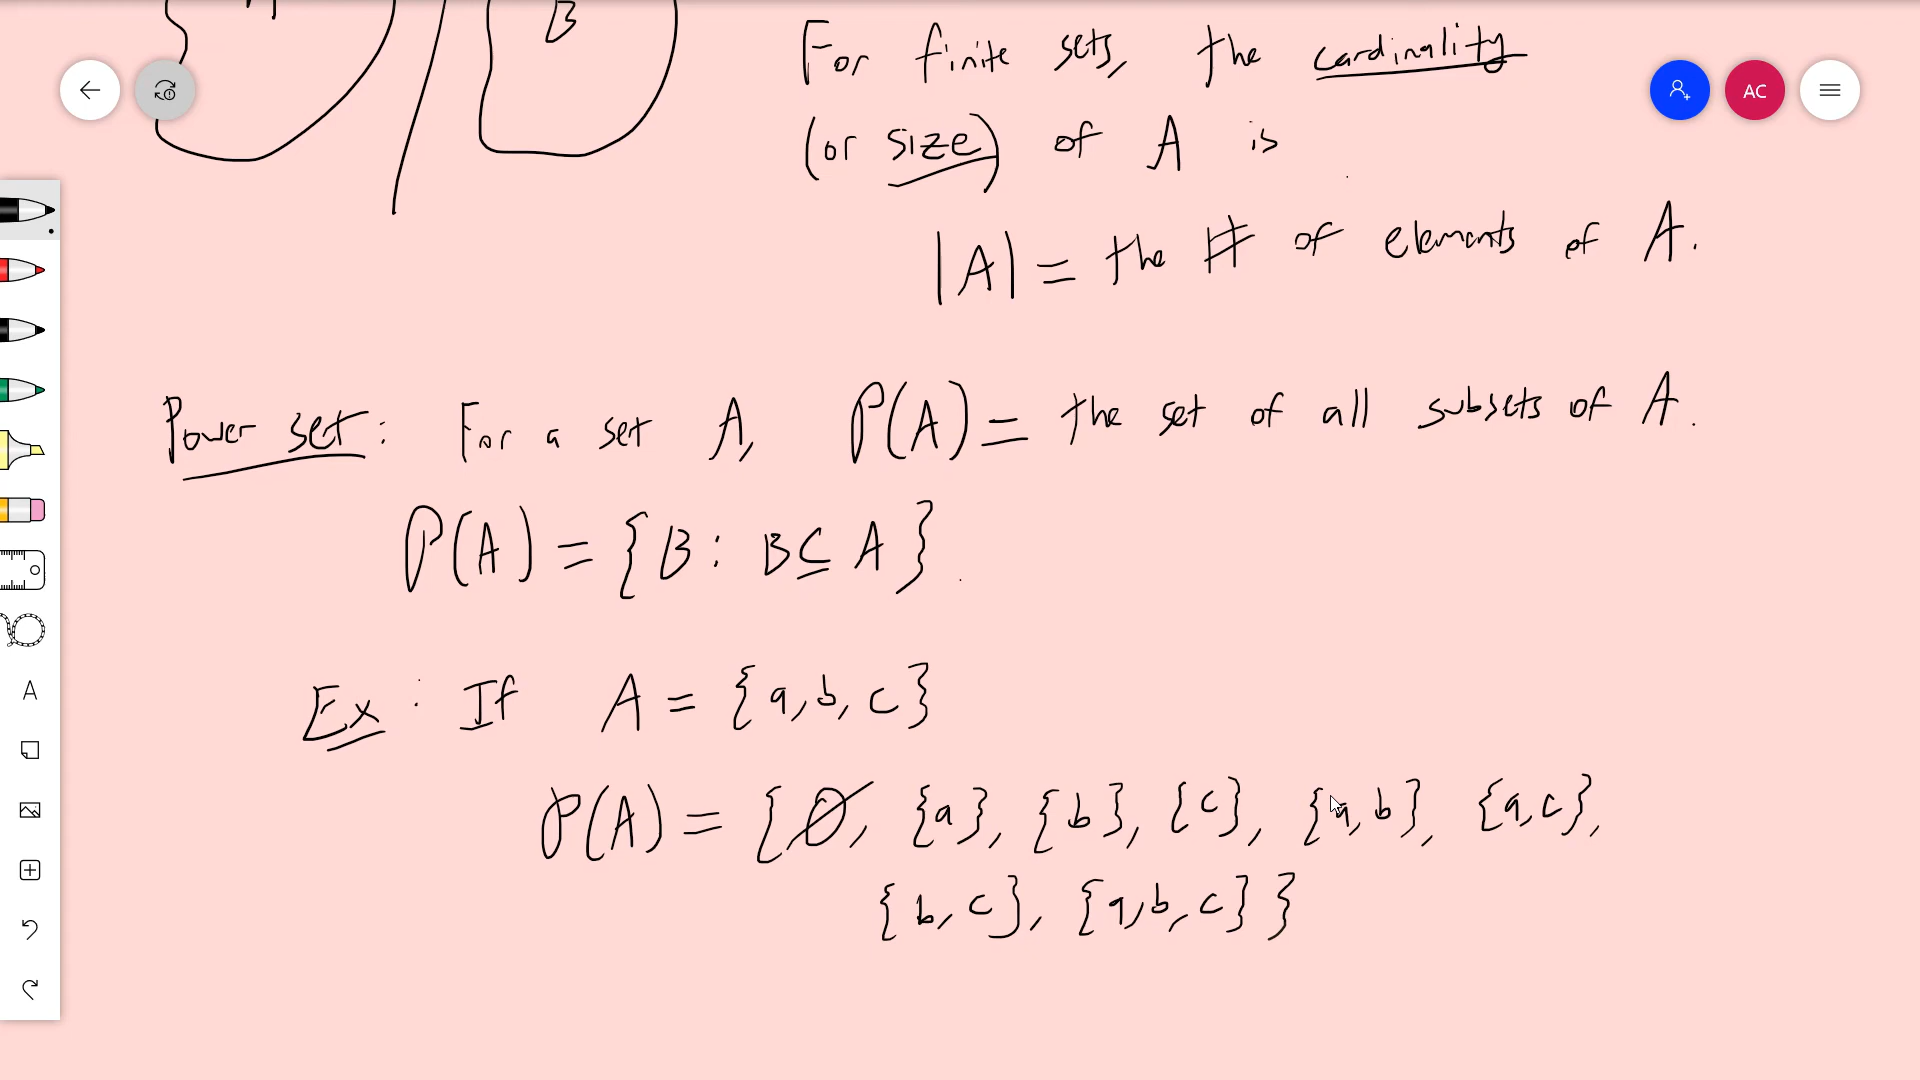 B
For finite sets, the cardinality
(or size) of A is
|A| = the # of elements of A.
Power set: For a set A, P(A) = the set of all subsets of A.
P(A) = {B: B⊆A}.
Ex: If A = {a,b,c}
P(A) = {∅, {a}, {b}, {c}, {a,b}, {a,c},
{b,c}, {a,b,c}}
AC
A